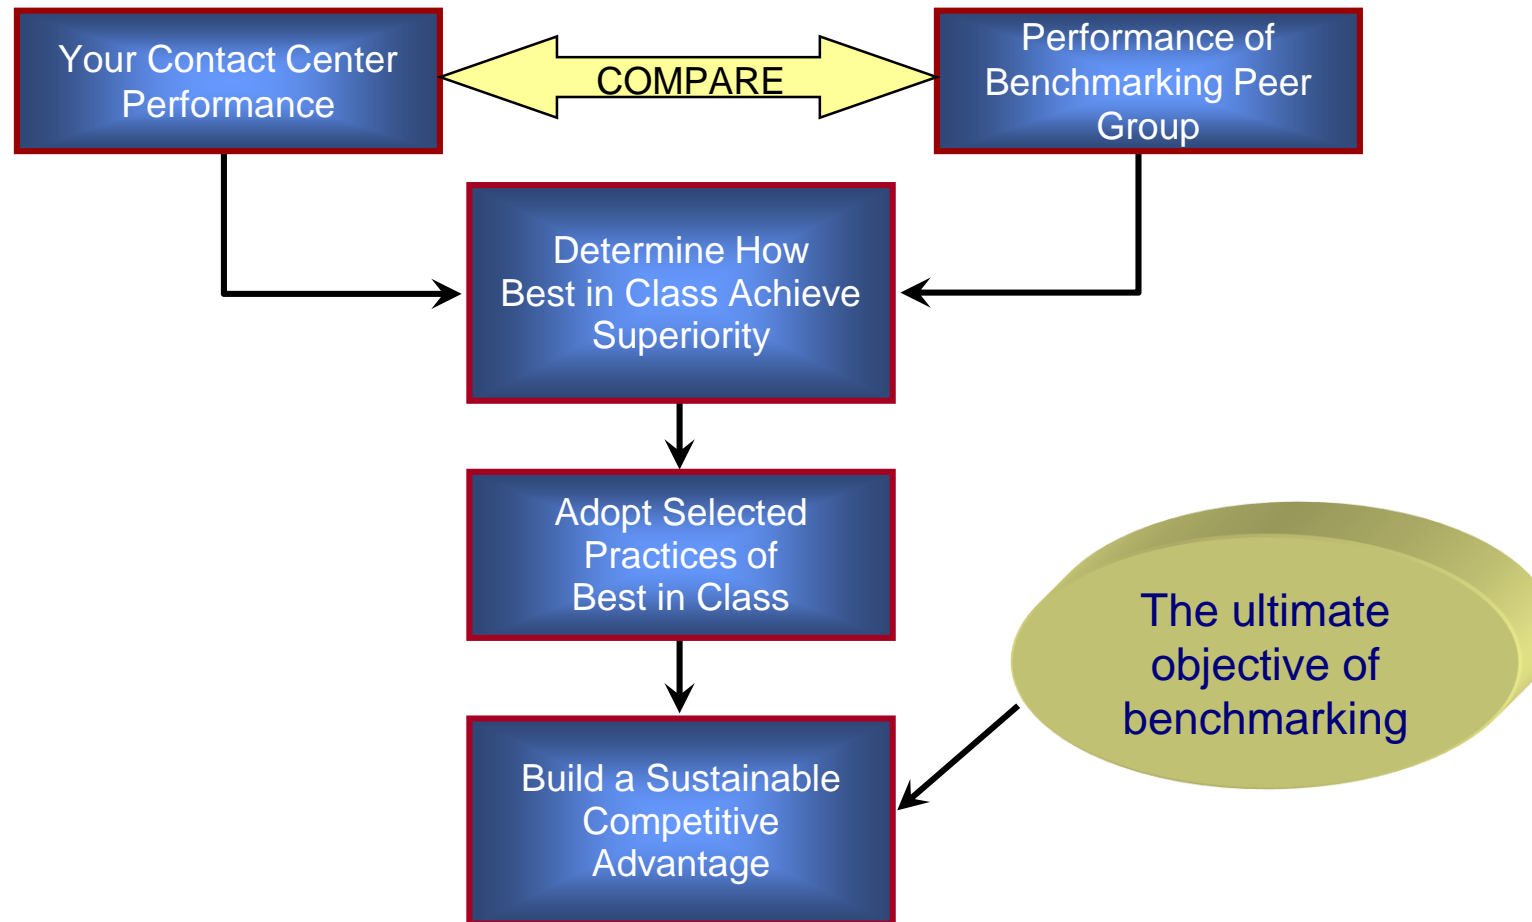 Your Contact Center
Performance
COMPARE
Performance of
Benchmarking Peer
Group
Determine How
Best in Class Achieve
Superiority
Adopt Selected
Practices of
Best in Class
The ultimate
objective of
benchmarking
Build a Sustainable
Competitive
Advantage